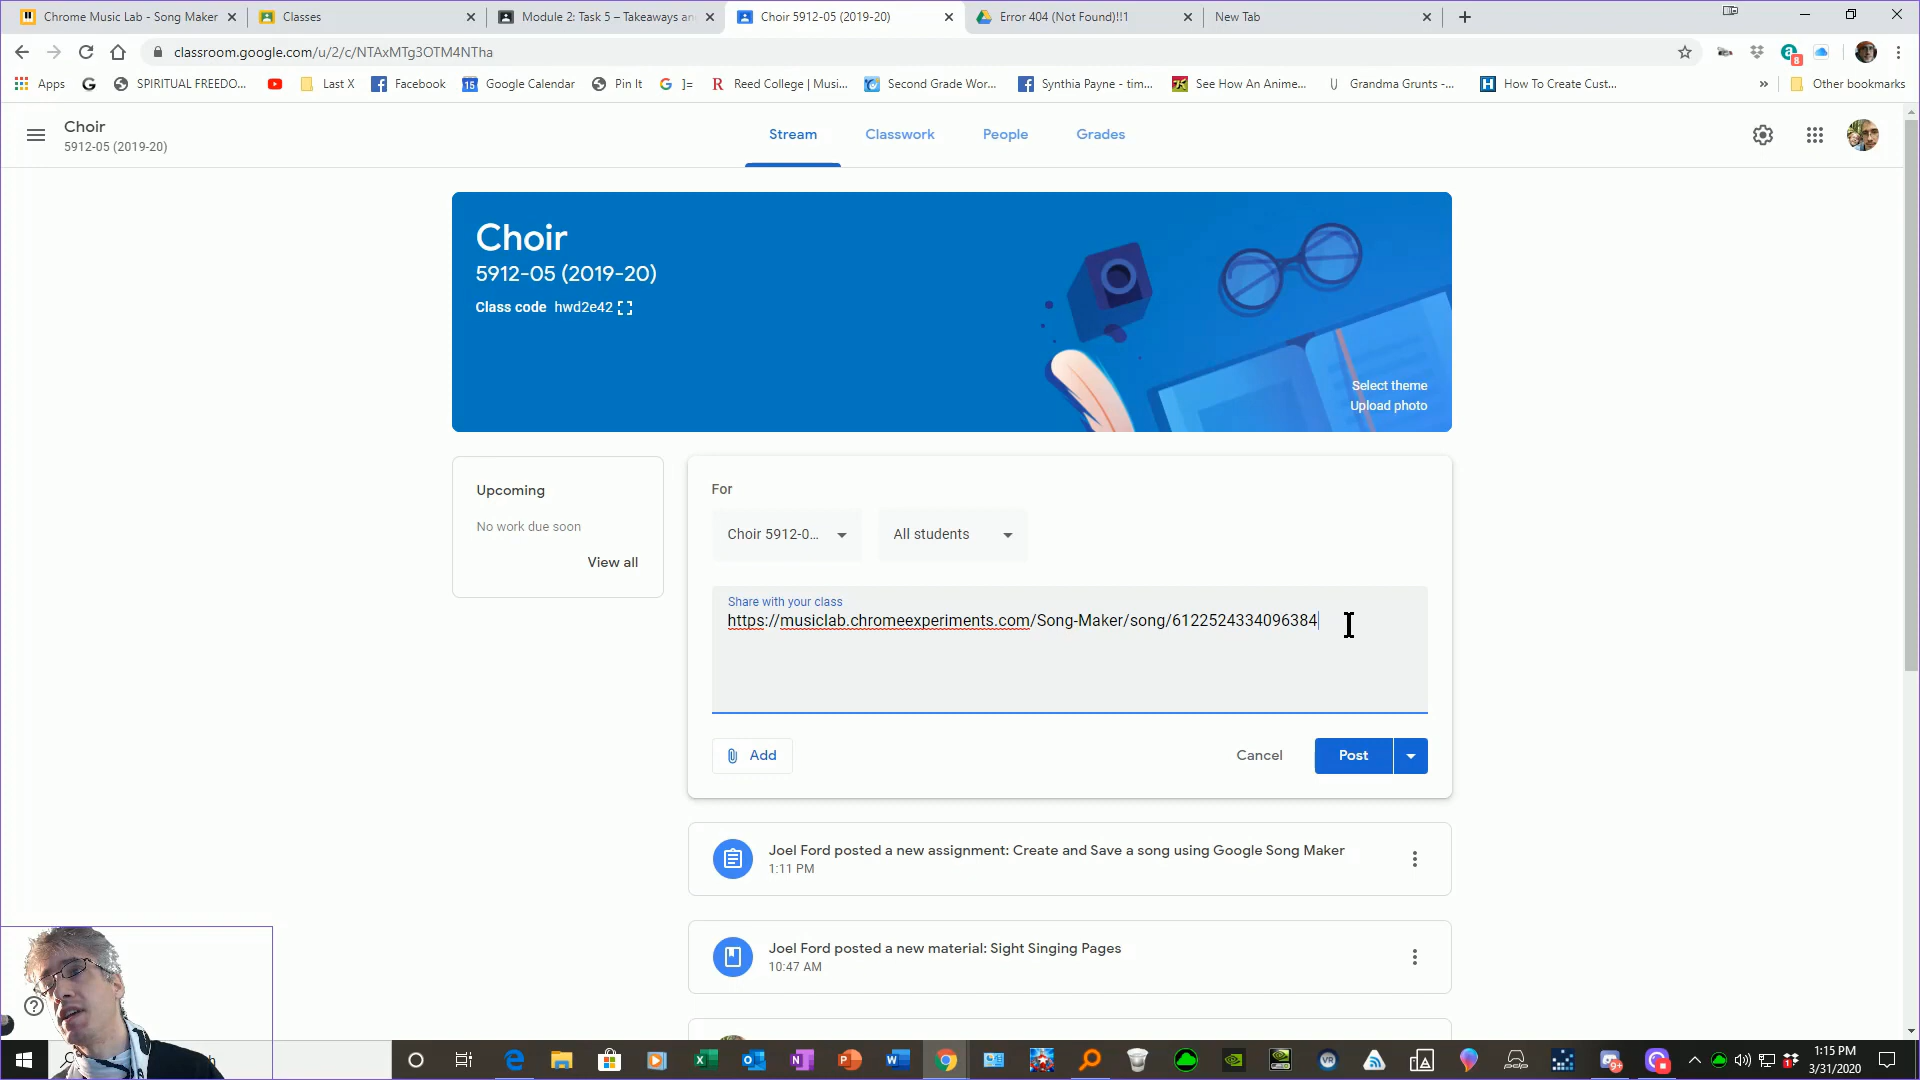 Chrome Music Lab - Song Maker
Classes
Module 2: Task 5 – Takeaways an
Choir 5912-05 (2019-20)
Error 404 (Not Found)!!1
New Tab
classroom.google.com/u/2/c/NTAxMTg3OTM4NTha
8
Apps
SPIRITUAL FREEDO...
Last X
Facebook
15
Google Calendar
Pin It
]=
Reed College | Musi...
Second Grade Wor...
Synthia Payne - tim...
See How An Anime...
Grandma Grunts -...
How To Create Cust...
»
Other bookmarks
Choir
5912-05 (2019-20)
Stream
Classwork
People
Grades
Choir
5912-05 (2019-20)
Class code hwd2e42
Select theme
Upload photo
Upcoming
No work due soon
View all
For
Choir 5912-0...
All students
Share with your class
https://musiclab.chromeexperiments.com/Song-Maker/song/6122524334096384
Add
Cancel
Post
Joel Ford posted a new assignment: Create and Save a song using Google Song Maker
1:11 PM
Joel Ford posted a new material: Sight Singing Pages
10:47 AM
1:15 PM
3/31/2020